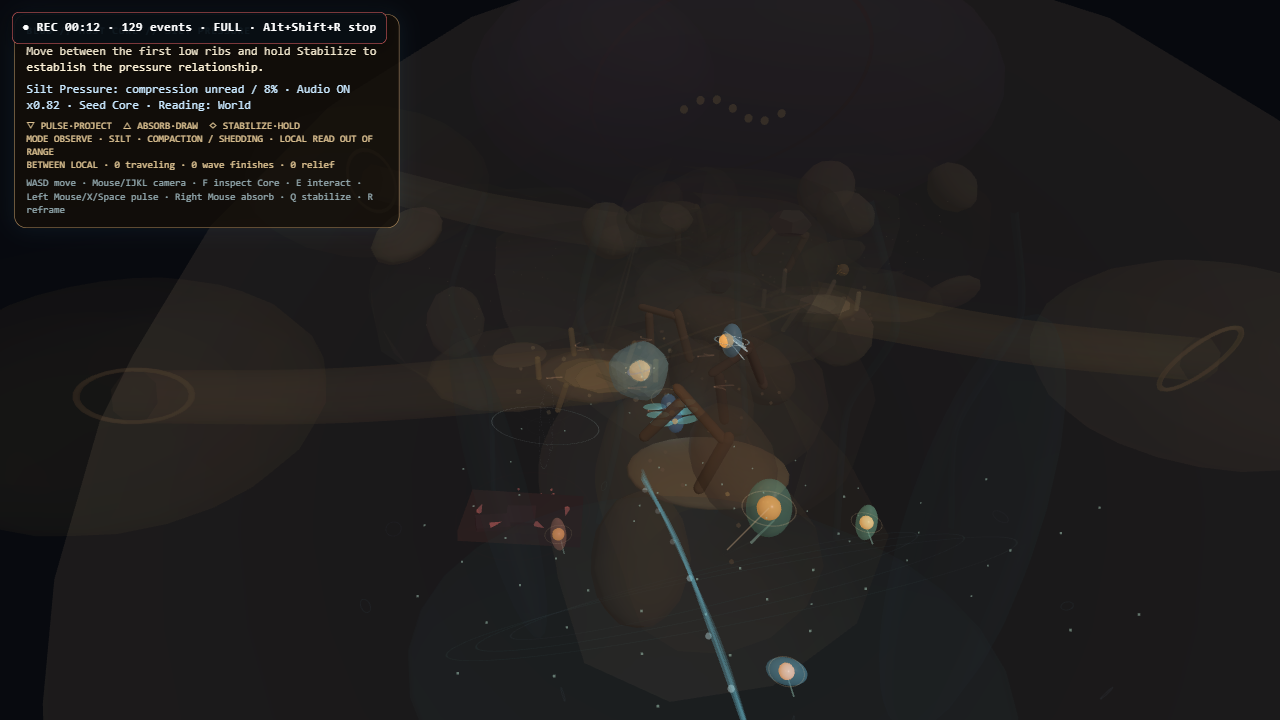 ● REC 00:12 · 129 events · FULL · Alt+Shift+R stop
Move between the first low ribs and hold Stabilize to
establish the pressure relationship.
Silt Pressure: compression unread / 8% · Audio ON
x0.82 · Seed Core · Reading: World
▽ PULSE·PROJECT △ ABSORB·DRAW ◇ STABILIZE·HOLD
MODE OBSERVE · SILT · COMPACTION / SHEDDING · LOCAL READ OUT OF
RANGE
BETWEEN LOCAL · 0 traveling · 0 wave finishes · 0 relief
WASD move · Mouse/IJKL camera · F inspect Core · E interact ·
Left Mouse/X/Space pulse · Right Mouse absorb · Q stabilize · R
reframe